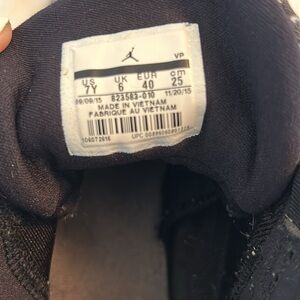 VP
US UK EUR cm
7Y 6 40 25
09/09/15 823583-010 11/20/15
MADE IN VIETNAM
FABRIQUE AU VIETNAM
UPC